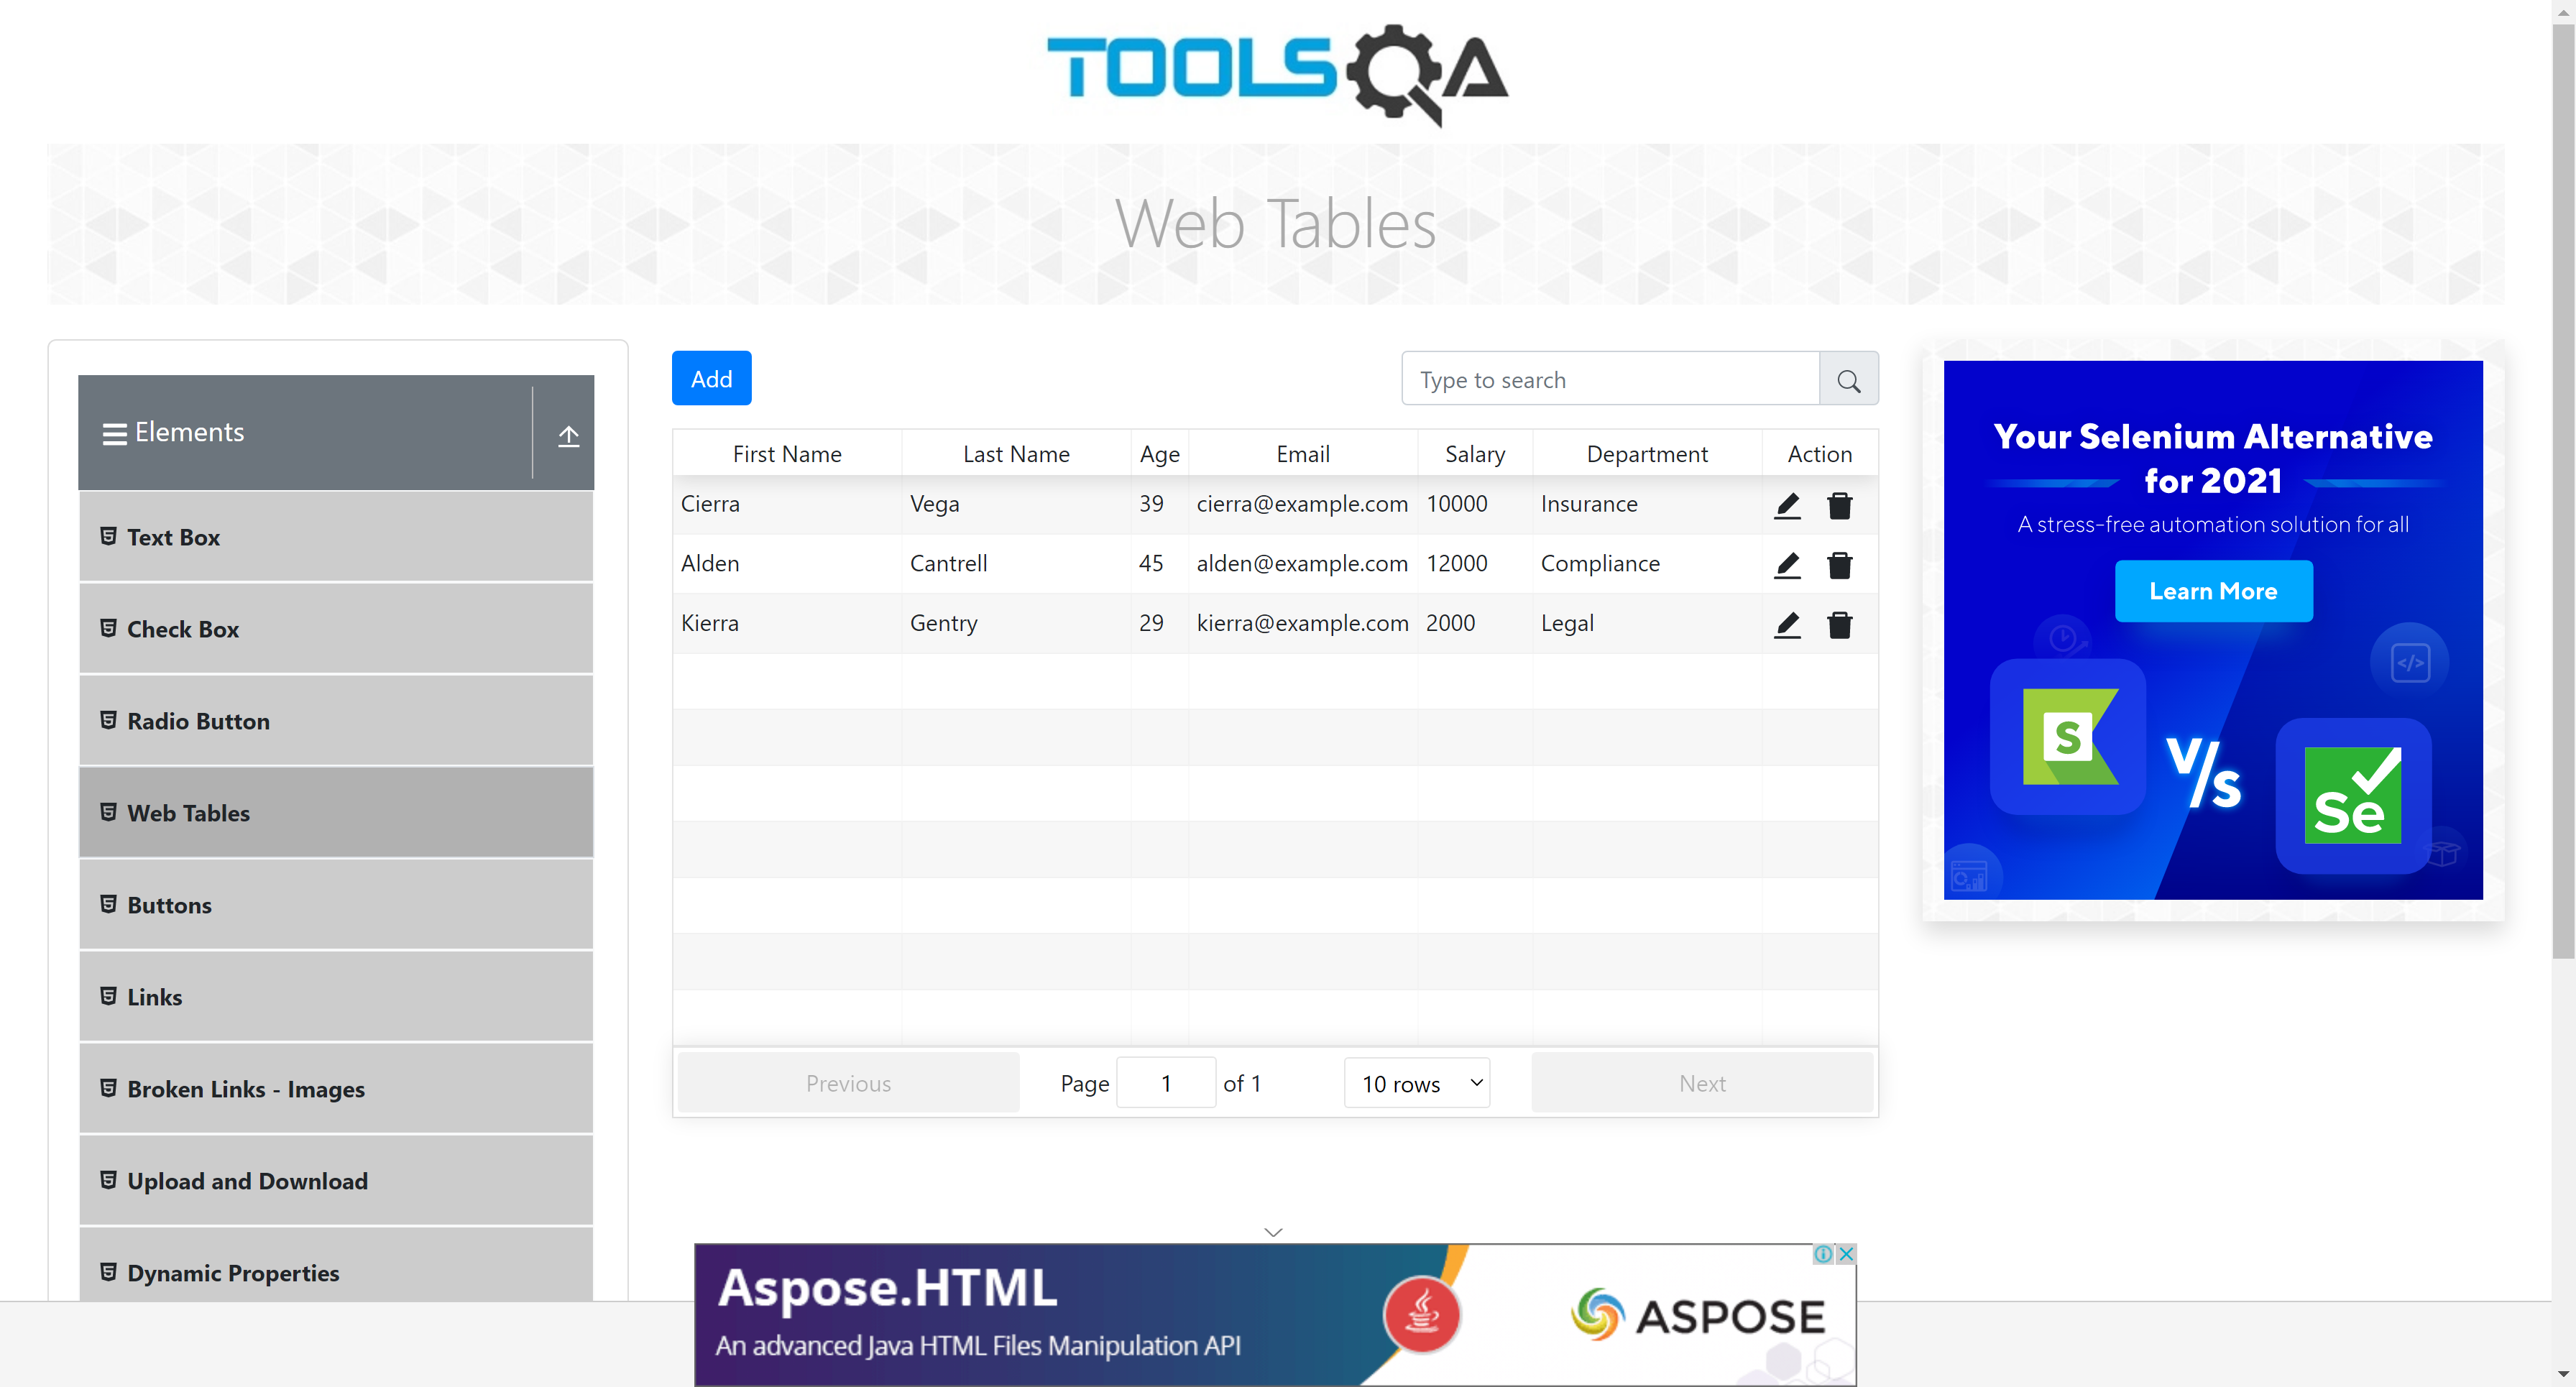 TOOLSQA
Web Tables
Elements
Text Box
Check Box
Radio Button
Web Tables
Buttons
Links
Broken Links - Images
Upload and Download
Dynamic Properties
Add
Type to search
First Name Last Name Age Email Salary Department Action
Cierra Vega 39 cierra@example.com 10000 Insurance
Alden Cantrell 45 alden@example.com 12000 Compliance
Kierra Gentry 29 kierra@example.com 2000 Legal
Previous Page 1 of 1 10 rows Next
Your Selenium Alternative
for 2021
A stress-free automation solution for all
Learn More
S
V/s
Se
</>
Aspose.HTML
An advanced Java HTML Files Manipulation API
ASPOSE